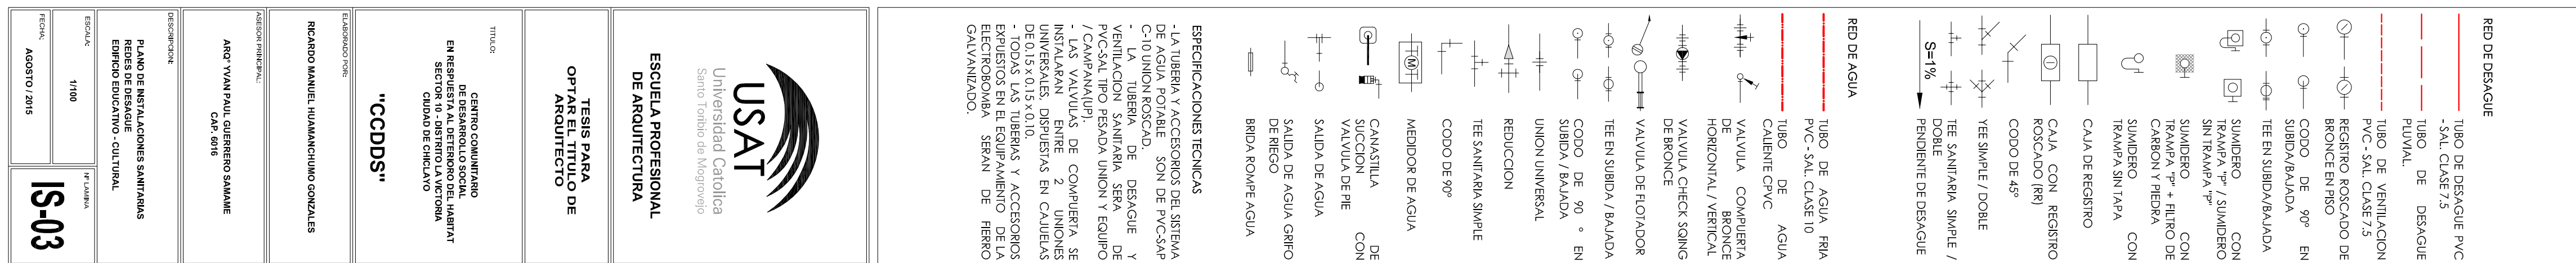 RED DE DESAGUE
TUBO DE DESAGUE PVC
- SAL. CLASE 7.5
TUBO DE DESAGUE
PLUVIAL.
TUBO DE VENTILACION
PVC - SAL. CLASE 7.5
REGISTRO ROSCADO DE
BRONCE EN PISO
CODO DE 90° EN
SUBIDA/BAJADA
TEE EN SUBIDA/BAJADA
SUMIDERO CON
TRAMPA "P" / SUMIDERO
SIN TRAMPA "P"
SUMIDERO CON
TRAMPA "P" + FILTRO DE
CARBON Y PIEDRA
SUMIDERO CON
TRAMPA SIN TAPA
CAJA DE REGISTRO
CAJA CON REGISTRO
ROSCADO (RR)
CODO DE 45°
YEE SIMPLE / DOBLE
TEE SANITARIA SIMPLE /
DOBLE
S=1%
PENDIENTE DE DESAGUE
RED DE AGUA
TUBO DE AGUA FRIA
PVC - SAL. CLASE 10
TUBO DE AGUA
CALIENTE CPVC
VALVULA COMPUERTA
DE BRONCE
HORIZONTAL / VERTICAL
VALVULA CHECK SQING
DE BRONCE
VALVULA DE FLOTADOR
TEE EN SUBIDA / BAJADA
CODO DE 90 ° EN
SUBIDA / BAJADA
UNION UNIVERSAL
REDUCCION
TEE SANITARIA SIMPLE
CODO DE 90°
M
MEDIDOR DE AGUA
CANASTILLA DE
SUCCION CON
VALVULA DE PIE
SALIDA DE AGUA
SALIDA DE AGUA GRIFO
DE RIEGO
BRIDA ROMPE AGUA
ESPECIFICACIONES TECNICAS
- LA TUBERIA Y ACCESORIOS DEL SISTEMA
DE AGUA POTABLE SON DE PVC-SAP
C-10 UNION ROSCAD.
- LA TUBERIA DE DESAGUE Y
VENTILACION SANITARIA SERA DE
PVC-SAL TIPO PESADA UNION Y EQUIPO
/ CAMPANA(UP).
- LAS VALVULAS DE COMPUERTA SE
INSTALARAN ENTRE 2 UNIONES
UNIVERSALES, DISPUESTAS EN CAJUELAS
DE 0.15 x 0.15 x 0.10.
- TODAS LAS TUBERIAS Y ACCESORIOS
EXPUESTOS EN EL EQUIPAMIENTO DE LA
ELECTROBOMBA SERAN DE FIERRO
GALVANIZADO.
USAT
Universidad Catolica
Santo Toribio de Mogrovejo
ESCUELA PROFESIONAL
DE ARQUITECTURA
TESIS PARA
OPTAR EL TITULO DE
ARQUITECTO
TITULO:
CENTRO COMUNITARIO
DE DESARROLLO SOCIAL
EN RESPUESTA AL DETERIORO DEL HABITAT
SECTOR 10 - DISTRITO LA VICTORIA
CIUDAD DE CHICLAYO
"CCDDS"
ELABORADO POR:
RICARDO MANUEL HUAMANCHUMO GONZALES
ASESOR PRINCIPAL:
ARQ° YVAN PAUL GUERRERO SAMAME
CAP. 6016
DESCRIPCION:
PLANO DE INSTALACIONES SANITARIAS
REDES DE DESAGUE
EDIFICIO EDUCATIVO - CULTURAL
ESCALA:
1/100
FECHA:
AGOSTO / 2015
N° LAMINA
IS-03